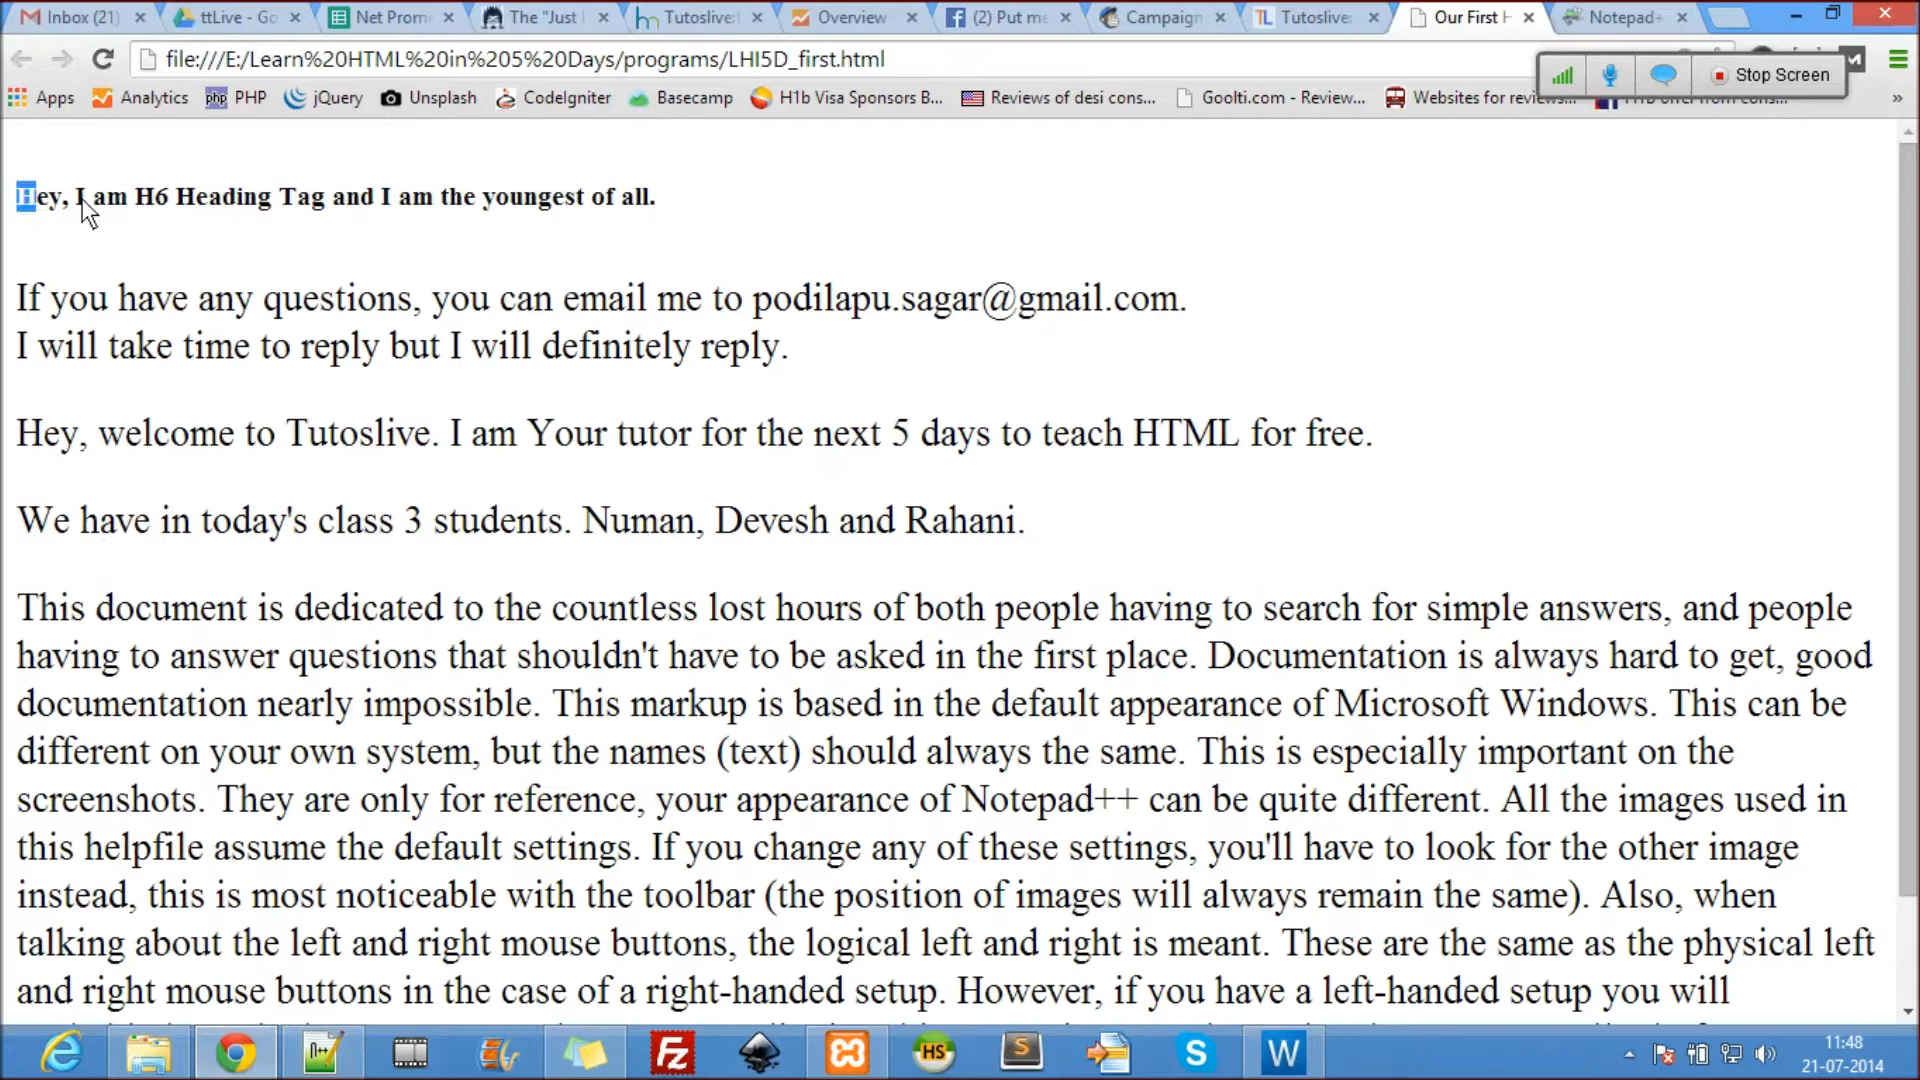 Inbox (21)
ttLive - Go
Net Prom
The "Just
Tutoslive:
Overview
(2) Put me
Campaign
Tutoslive:
Our First H
Notepad+
file:///E:/Learn%20HTML%20in%205%20Days/programs/LHI5D_first.html
Stop Screen
Apps
Analytics
php PHP
jQuery
Unsplash
CodeIgniter
Basecamp
H1b Visa Sponsors B...
Reviews of desi cons...
Goolti.com - Review...
Websites for reviews...
»
Hey, I am H6 Heading Tag and I am the youngest of all.
If you have any questions, you can email me to podilapu.sagar@gmail.com.
I will take time to reply but I will definitely reply.
Hey, welcome to Tutoslive. I am Your tutor for the next 5 days to teach HTML for free.
We have in today's class 3 students. Numan, Devesh and Rahani.
This document is dedicated to the countless lost hours of both people having to search for simple answers, and people
having to answer questions that shouldn't have to be asked in the first place. Documentation is always hard to get, good
documentation nearly impossible. This markup is based in the default appearance of Microsoft Windows. This can be
different on your own system, but the names (text) should always the same. This is especially important on the
screenshots. They are only for reference, your appearance of Notepad++ can be quite different. All the images used in
this helpfile assume the default settings. If you change any of these settings, you'll have to look for the other image
instead, this is most noticeable with the toolbar (the position of images will always remain the same). Also, when
talking about the left and right mouse buttons, the logical left and right is meant. These are the same as the physical left
and right mouse buttons in the case of a right-handed setup. However, if you have a left-handed setup you will
11:48
21-07-2014